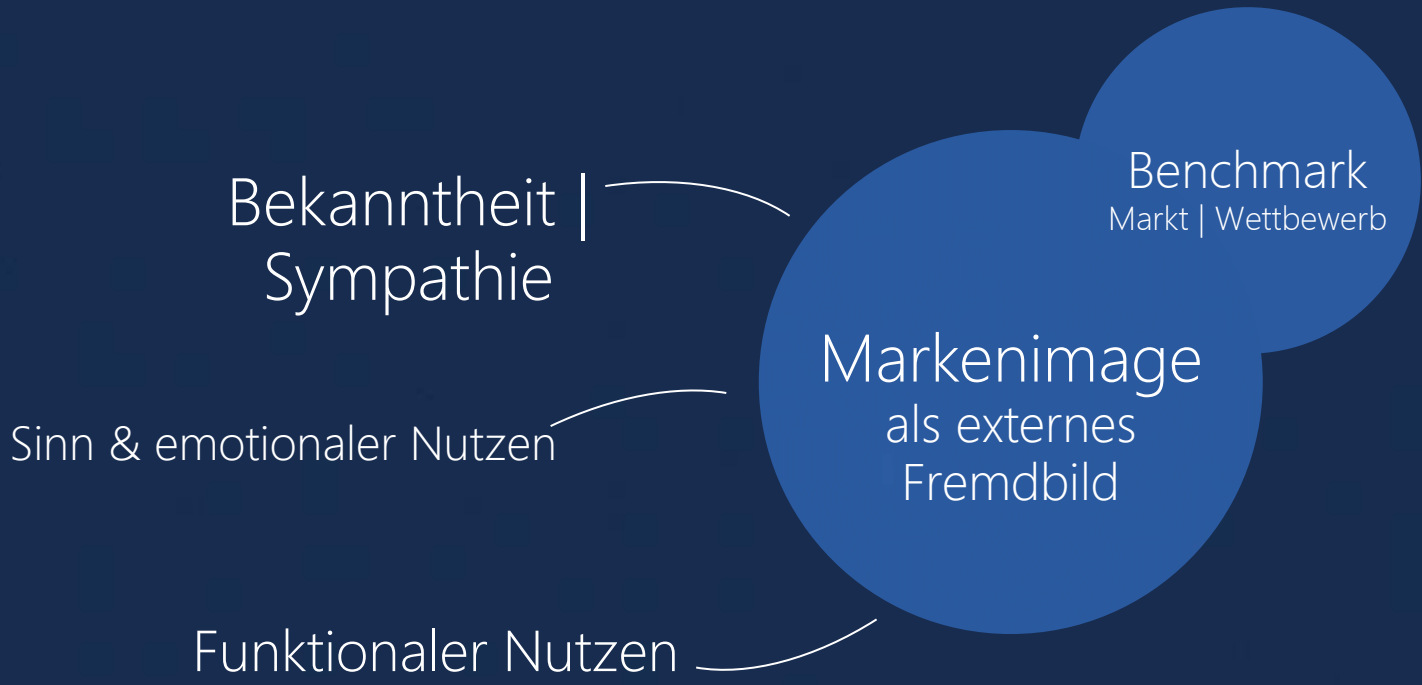 Benchmark
Markt | Wettbewerb
Bekanntheit |
Sympathie
Markenimage
als externes
Fremdbild
Sinn & emotionaler Nutzen
Funktionaler Nutzen